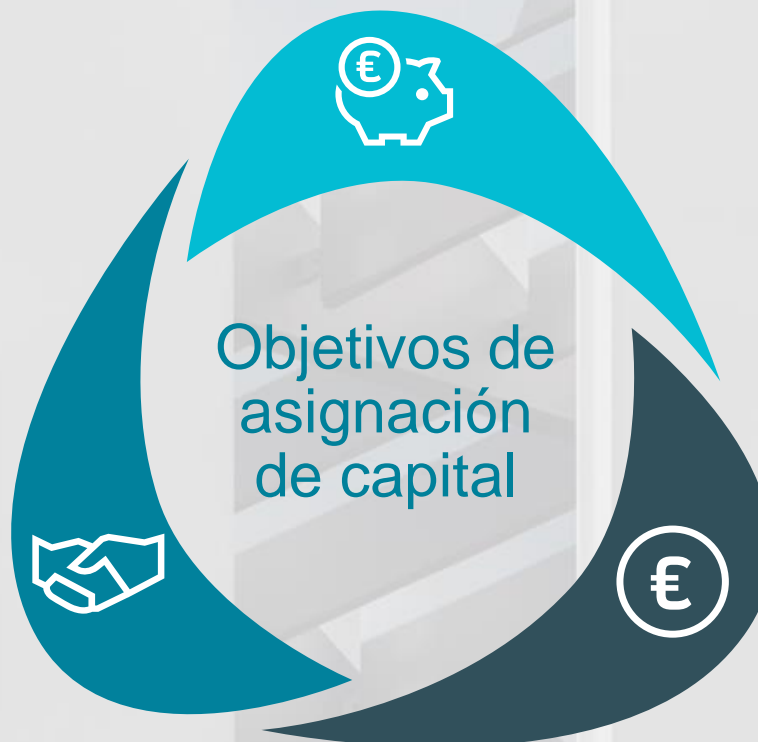 €
Objetivos de
asignación
de capital
€